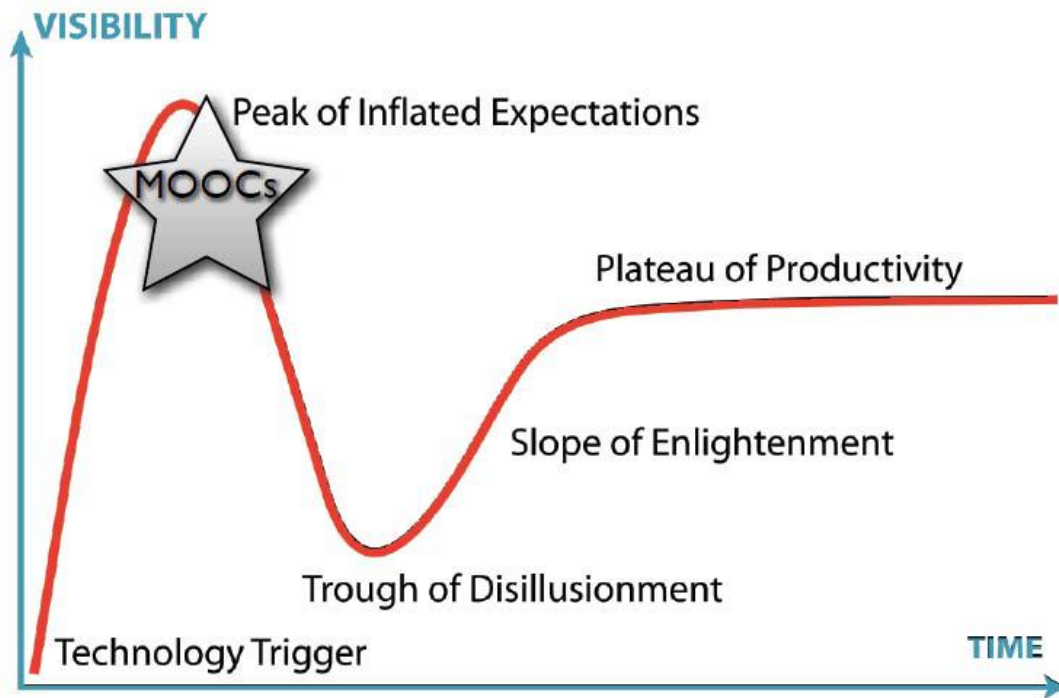 VISIBILITY
Peak of Inflated Expectations
MOOCs
Plateau of Productivity
Slope of Enlightenment
Trough of Disillusionment
Technology Trigger
TIME